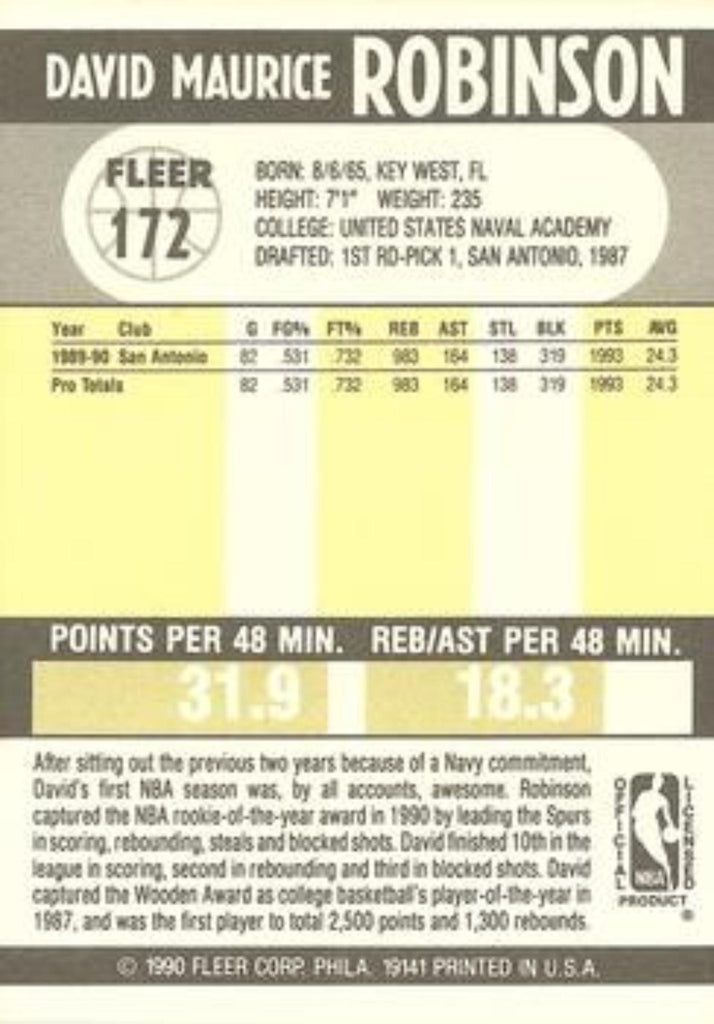 DAVID MAURICE ROBINSON
FLEER
172
BORN: 8/6/65, KEY WEST, FL
HEIGHT: 7'1" WEIGHT: 235
COLLEGE: UNITED STATES NAVAL ACADEMY
DRAFTED: 1ST RD-PICK 1, SAN ANTONIO, 1987
Year Club G FG% FT% REB AST STL BLK PTS AVG
1989-90 San Antonio 82 .531 .732 983 164 138 319 1993 24.3
Pro Totals 82 .531 .732 983 164 138 319 1993 24.3
POINTS PER 48 MIN. REB/AST PER 48 MIN.
31.9 18.3
After sitting out the previous two years because of a Navy commitment,
David's first NBA season was, by all accounts, awesome. Robinson
captured the NBA rookie-of-the-year award in 1990 by leading the Spurs
in scoring, rebounding, steals and blocked shots. David finished 10th in the
league in scoring, second in rebounding and third in blocked shots. David
captured the Wooden Award as college basketball's player-of-the-year in
1987, and was the first player to total 2,500 points and 1,300 rebounds.
OFFICIAL LICENSED
NBA
PRODUCT
®
© 1990 FLEER CORP. PHILA. 19141 PRINTED IN U.S.A.